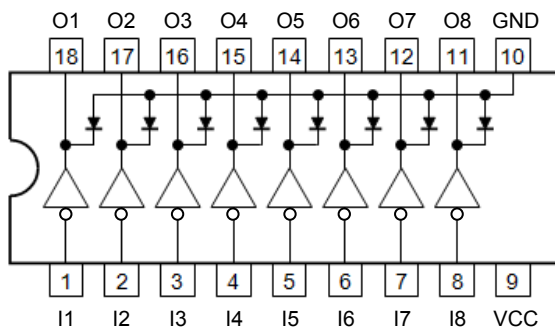 O1 O2 O3 O4 O5 O6 O7 O8 GND
18 17 16 15 14 13 12 11 10
1 2 3 4 5 6 7 8 9
I1 I2 I3 I4 I5 I6 I7 I8 VCC